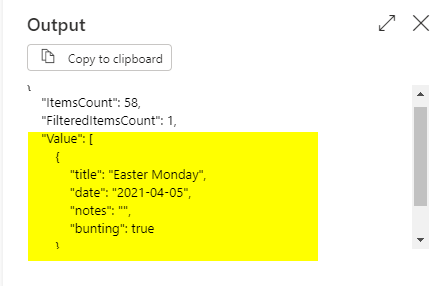 Output
Copy to clipboard
{
"ItemsCount": 58,
"FilteredItemsCount": 1,
"Value": [
{
"title": "Easter Monday",
"date": "2021-04-05",
"notes": "",
"bunting": true
}